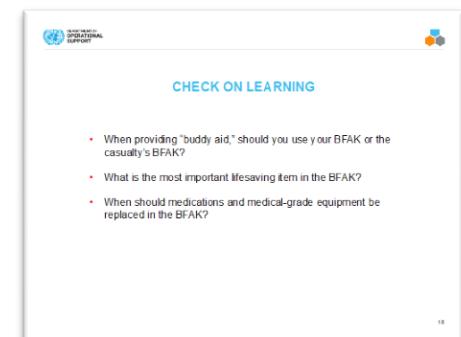 DEPARTMENT OF
OPERATIONAL
SUPPORT
CHECK ON LEARNING
• When providing “buddy aid,” should you use your BFAK or the
casualty’s BFAK?
• What is the most important lifesaving item in the BFAK?
• When should medications and medical-grade equipment be
replaced in the BFAK?